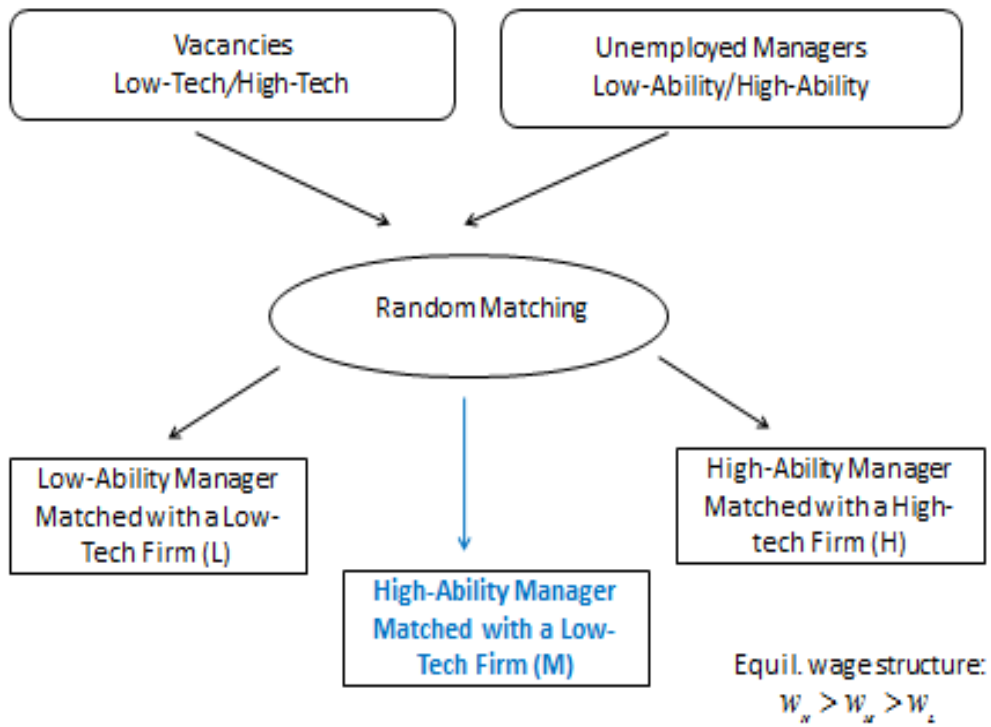 Vacancies
Low-Tech/High-Tech
Unemployed Managers
Low-Ability/High-Ability
Random Matching
Low-Ability Manager
Matched with a Low-
Tech Firm (L)
High-Ability Manager
Matched with a Low-
Tech Firm (M)
High-Ability Manager
Matched with a High-
tech Firm (H)
Equil. wage structure:
w > w > w